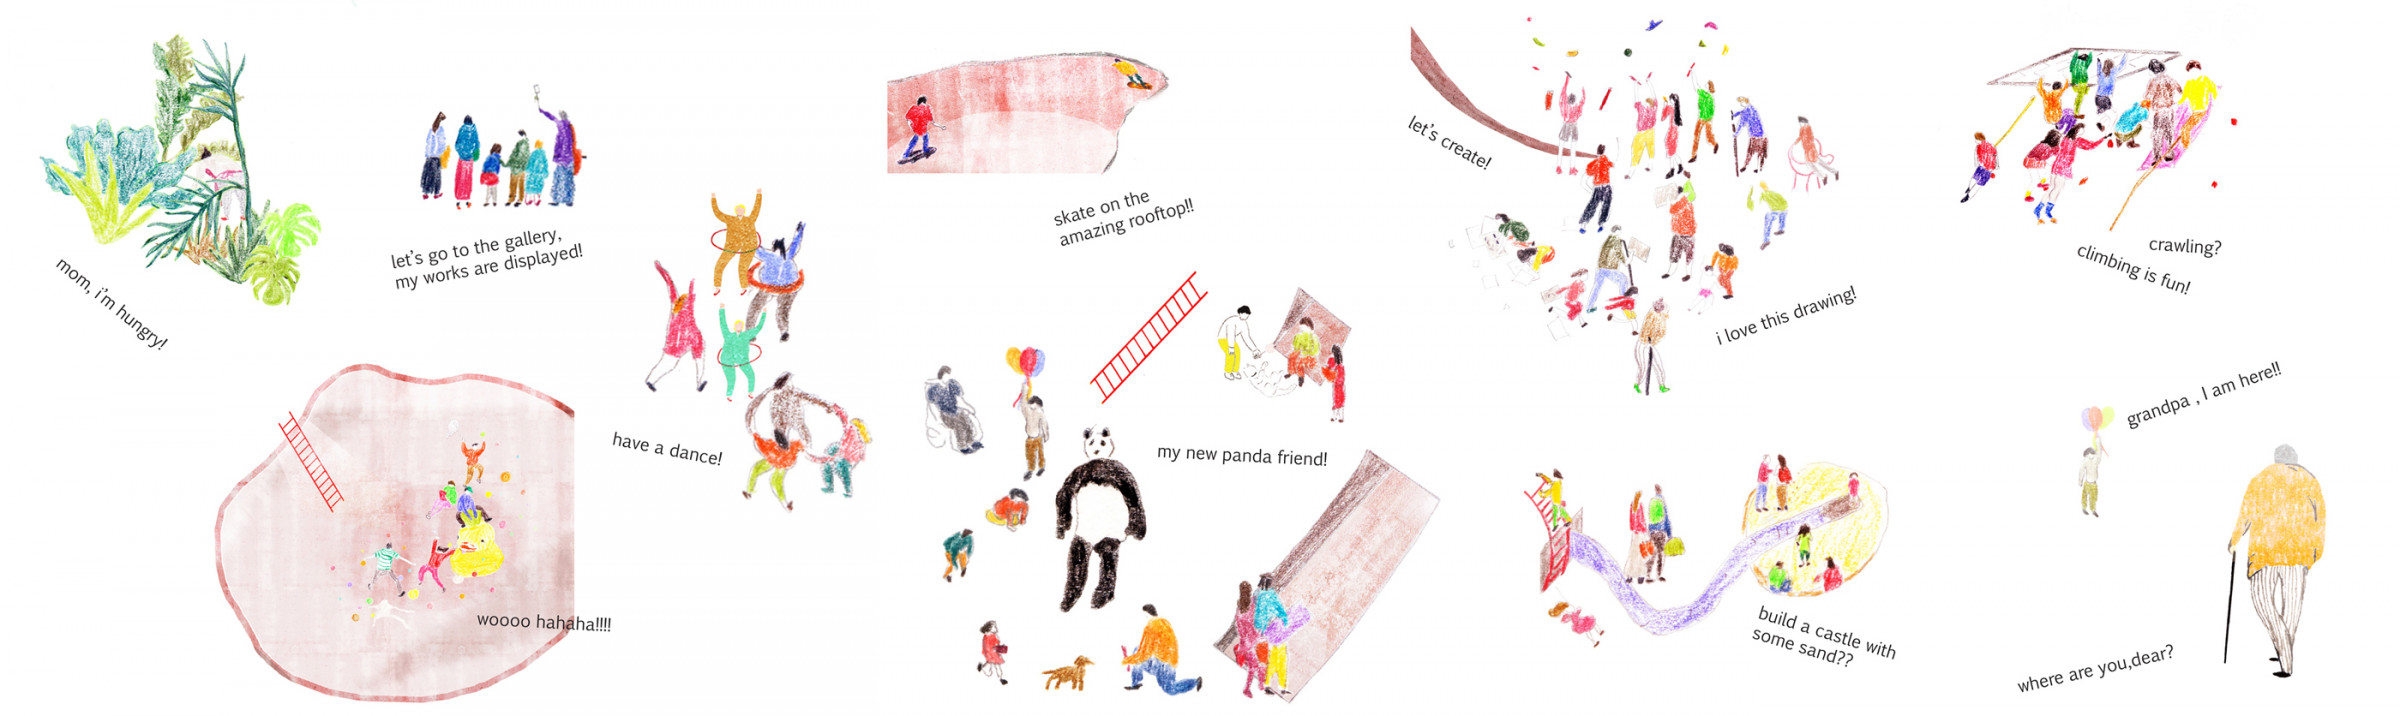 mom, i'm hungry!
let's go to the gallery,
my works are displayed!
have a dance!
woooo hahaha!!!!
skate on the
amazing rooftop!!
my new panda friend!
let's create!
i love this drawing!
build a castle with
some sand??
crawling?
climbing is fun!
grandpa , I am here!!
where are you,dear?